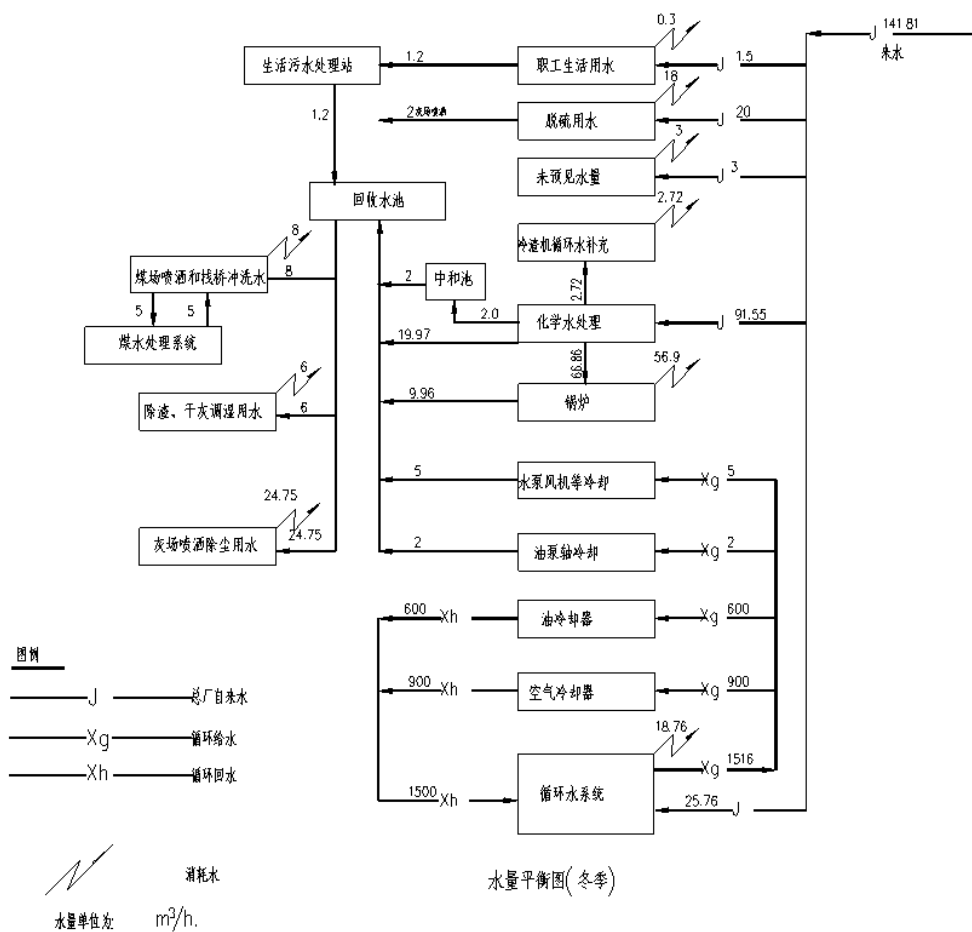 J 141.81
来水
0.3
生活污水处理站
1.2
职工生活用水
J 1.5
18
1.2
2灰场喷洒
脱硫用水
J 20
3
未预见水量
J 3
回收水池
2.72
冷渣机循环水补充
8
煤场喷洒和栈桥冲洗水
8
2
中和池
2.72
5
5
2.0
化学水处理
J 91.55
煤水处理系统
19.97
66.86
56.9
6
除渣、干灰调湿用水
6
9.96
锅炉
5
水泵风机等冷却
Xg 5
24.75
灰场喷洒除尘用水
24.75
2
油泵轴冷却
Xg 2
600 Xh
油冷却器
Xg 600
图例
900 Xh
空气冷却器
Xg 900
J 总厂自来水
18.76
Xg 循环给水
Xg 1516
Xh 循环回水
1500 Xh
循环水系统
25.76 J
消耗水
水量平衡图(冬季)
水量单位为: m³/h.